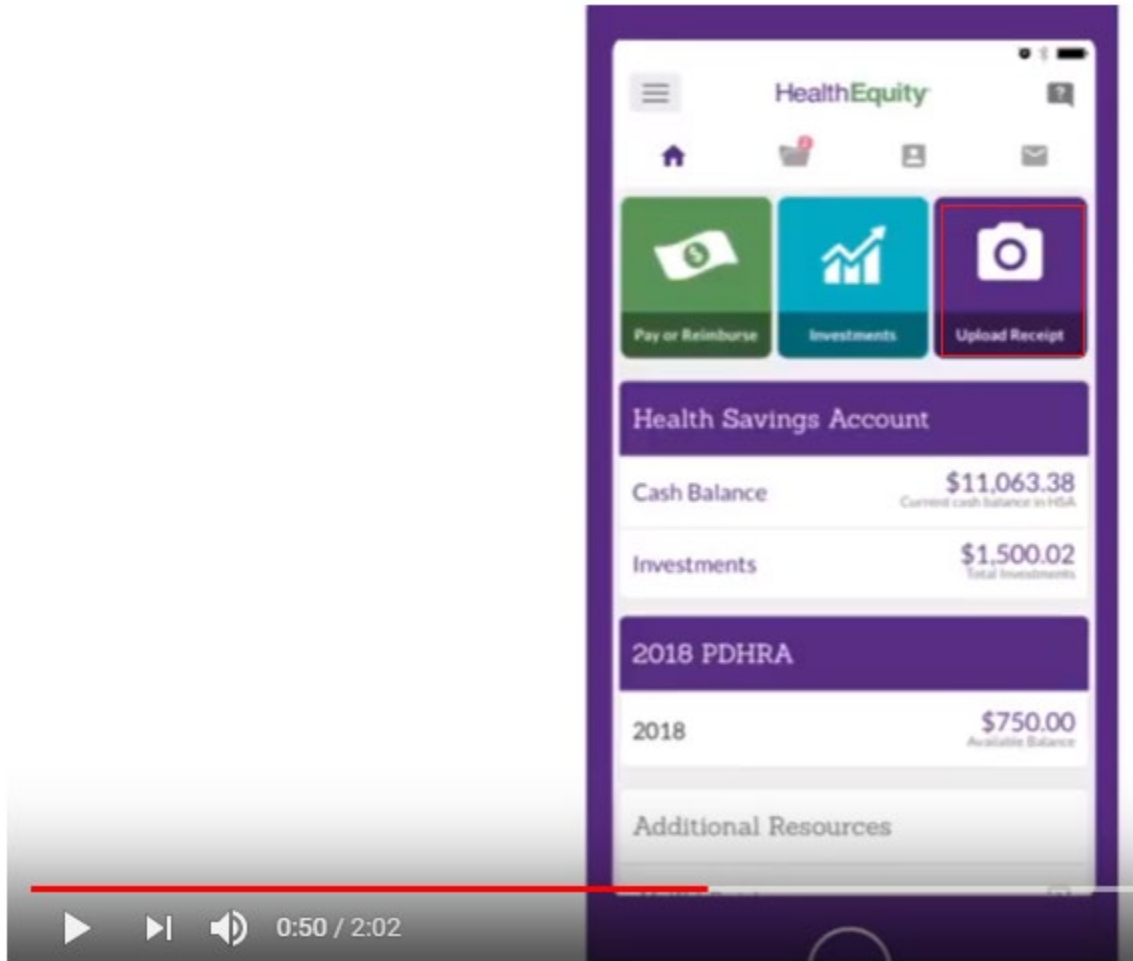 HealthEquity
?
2
Pay or Reimburse
Investments
Upload Receipt
Health Savings Account
Cash Balance
$11,063.38
Current cash balance in HSA
Investments
$1,500.02
Total Investments
2018 PDHRA
2018
$750.00
Available Balance
Additional Resources
0:50 / 2:02